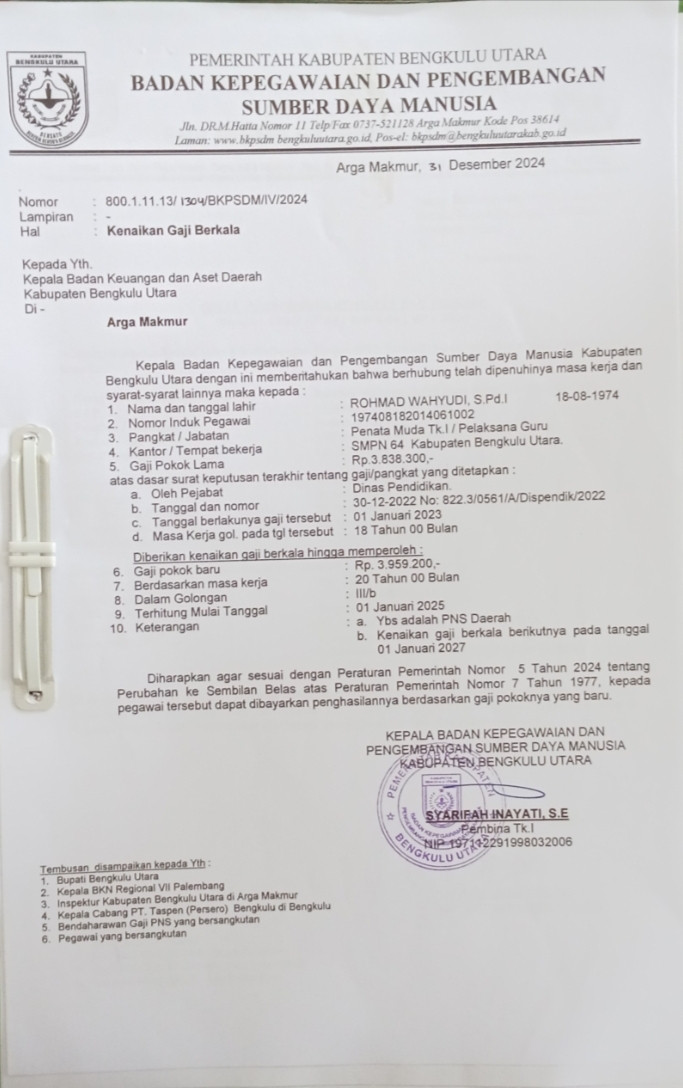 KABUPATEN
BENGKULU UTARA
PEMERINTAH KABUPATEN BENGKULU UTARA
BADAN KEPEGAWAIAN DAN PENGEMBANGAN
SUMBER DAYA MANUSIA
Jln. DR.M.Hatta Nomor 11 Telp/Fax 0737-521128 Arga Makmur Kode Pos 38614
Laman: www.bkpsdm bengkuluutara.go.id, Pos-el: bkpsdm@bengkuluutarakab.go.id
Arga Makmur, 31 Desember 2024
Nomor : 800.1.11.13/ 1304/BKPSDM/IV/2024
Lampiran : -
Hal : Kenaikan Gaji Berkala
Kepada Yth.
Kepala Badan Keuangan dan Aset Daerah
Kabupaten Bengkulu Utara
Di -
Arga Makmur
Kepala Badan Kepegawaian dan Pengembangan Sumber Daya Manusia Kabupaten
Bengkulu Utara dengan ini memberitahukan bahwa berhubung telah dipenuhinya masa kerja dan
syarat-syarat lainnya maka kepada :
1. Nama dan tanggal lahir : ROHMAD WAHYUDI, S.Pd.I 18-08-1974
2. Nomor Induk Pegawai : 197408182014061002
3. Pangkat / Jabatan : Penata Muda Tk.I / Pelaksana Guru
4. Kantor / Tempat bekerja : SMPN 64 Kabupaten Bengkulu Utara.
5. Gaji Pokok Lama : Rp.3.838.300,-
atas dasar surat keputusan terakhir tentang gaji/pangkat yang ditetapkan :
a. Oleh Pejabat : Dinas Pendidikan.
b. Tanggal dan nomor : 30-12-2022 No: 822.3/0561/A/Dispendik/2022
c. Tanggal berlakunya gaji tersebut : 01 Januari 2023
d. Masa Kerja gol. pada tgl tersebut : 18 Tahun 00 Bulan
Diberikan kenaikan gaji berkala hingga memperoleh :
6. Gaji pokok baru : Rp. 3.959.200,-
7. Berdasarkan masa kerja : 20 Tahun 00 Bulan
8. Dalam Golongan : III/b
9. Terhitung Mulai Tanggal : 01 Januari 2025
10. Keterangan : a. Ybs adalah PNS Daerah
b. Kenaikan gaji berkala berikutnya pada tanggal
01 Januari 2027
Diharapkan agar sesuai dengan Peraturan Pemerintah Nomor 5 Tahun 2024 tentang
Perubahan ke Sembilan Belas atas Peraturan Pemerintah Nomor 7 Tahun 1977, kepada
pegawai tersebut dapat dibayarkan penghasilannya berdasarkan gaji pokoknya yang baru.
KEPALA BADAN KEPEGAWAIAN DAN
PENGEMBANGAN SUMBER DAYA MANUSIA
KABUPATEN BENGKULU UTARA
SYARIFAH INAYATI, S.E
Pembina Tk.I
NIP 197112291998032006
Tembusan disampaikan kepada Yth :
1. Bupati Bengkulu Utara
2. Kepala BKN Regional VII Palembang
3. Inspektur Kabupaten Bengkulu Utara di Arga Makmur
4. Kepala Cabang PT. Taspen (Persero) Bengkulu di Bengkulu
5. Bendaharawan Gaji PNS yang bersangkutan
6. Pegawai yang bersangkutan